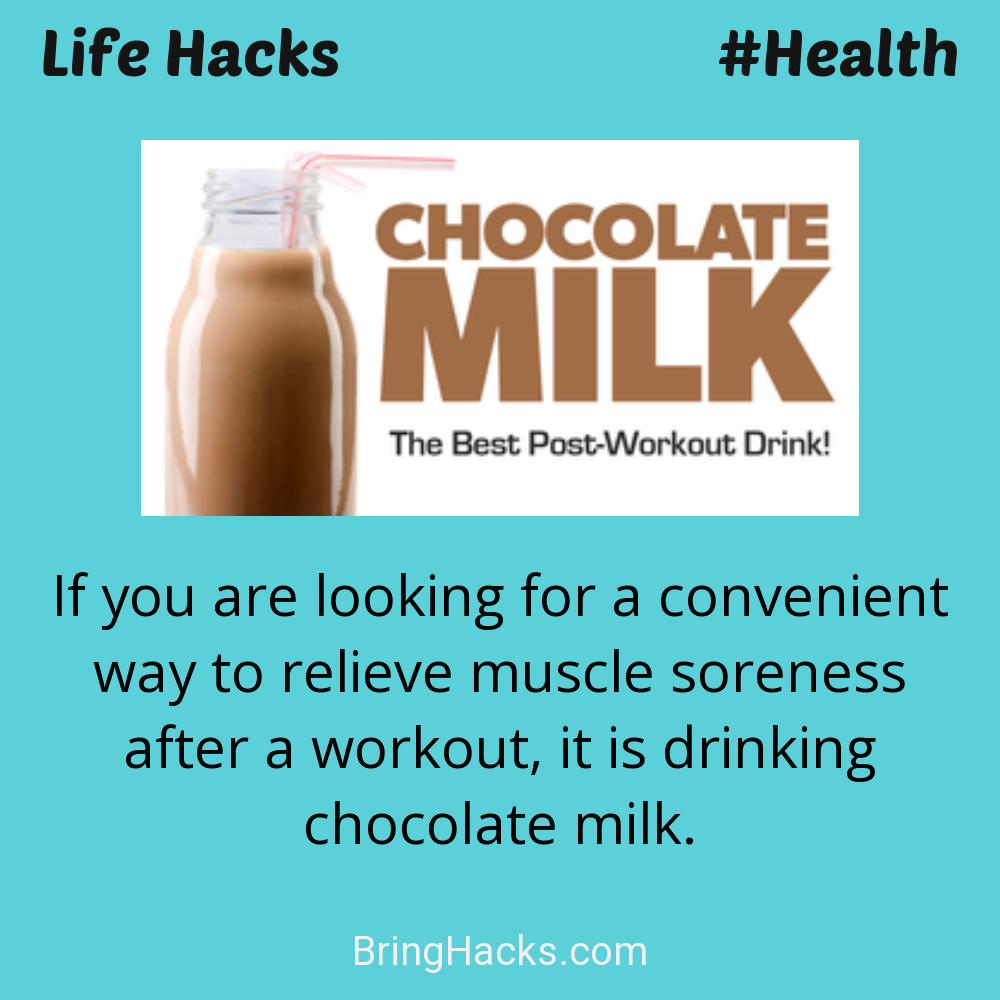 Life Hacks #Health
CHOCOLATE
MILK
The Best Post-Workout Drink!
If you are looking for a convenient
way to relieve muscle soreness
after a workout, it is drinking
chocolate milk.
BringHacks.com